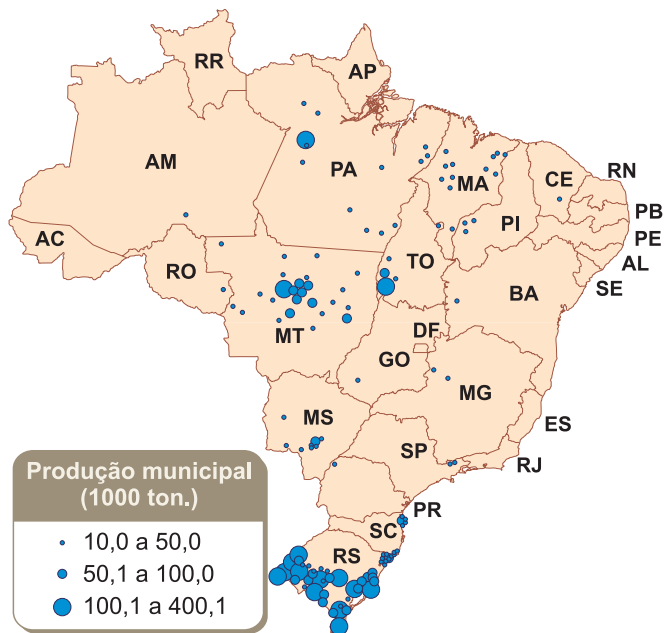 RR
AP
AM
PA
MA
CE
RN
PB
PE
AL
SE
PI
AC
RO
TO
BA
MT
DF
GO
MG
ES
MS
SP
RJ
PR
SC
RS
Produção municipal
(1000 ton.)
10,0 a 50,0
50,1 a 100,0
100,1 a 400,1